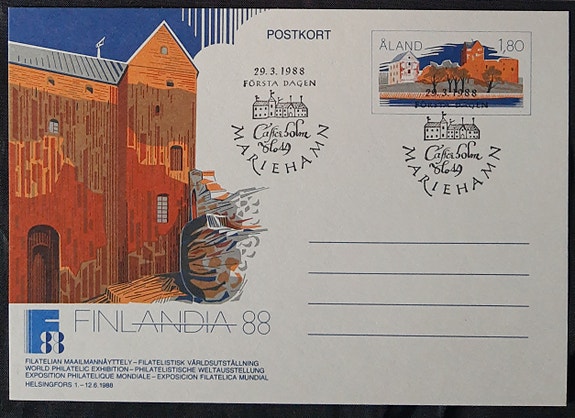 POSTKORT
ÅLAND 1,80
29.3.1988
FÖRSTA DAGEN
MARIEHAMN
29.3.1988
FÖRSTA DAGEN
MARIEHAMN
F 88
FINLANDIA 88
FILATELIAN MAAILMANNÄYTTELY – FILATELISTISK VÄRLDSUTSTÄLLNING
WORLD PHILATELIC EXHIBITION – PHILATELISTISCHE WELTAUSSTELLUNG
EXPOSITION PHILATELIQUE MONDIALE – EXPOSICION FILATELICA MUNDIAL
HELSINGFORS 1.–12.6.1988